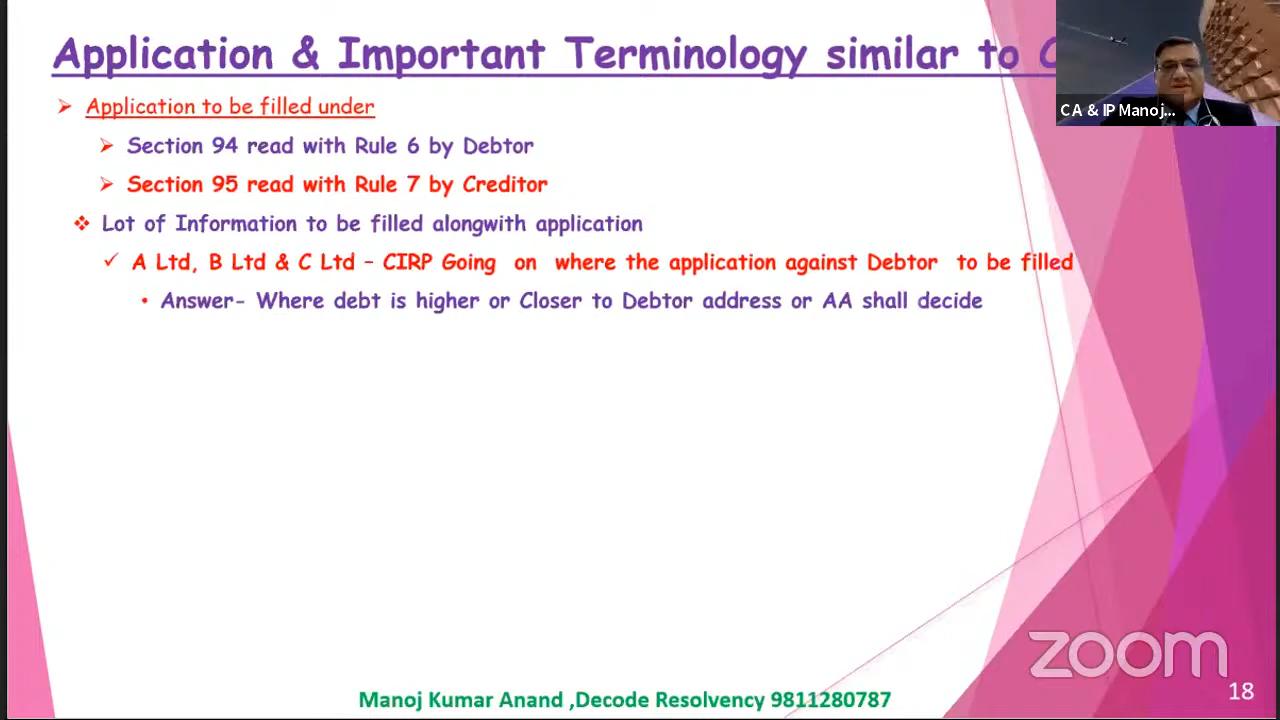 Application & Important Terminology similar to C
CA & IP Manoj...
Application to be filled under
Section 94 read with Rule 6 by Debtor
Section 95 read with Rule 7 by Creditor
Lot of Information to be filled alongwith application
A Ltd, B Ltd & C Ltd – CIRP Going on where the application against Debtor to be filled
Answer- Where debt is higher or Closer to Debtor address or AA shall decide
zoom
Manoj Kumar Anand ,Decode Resolvency 9811280787
18